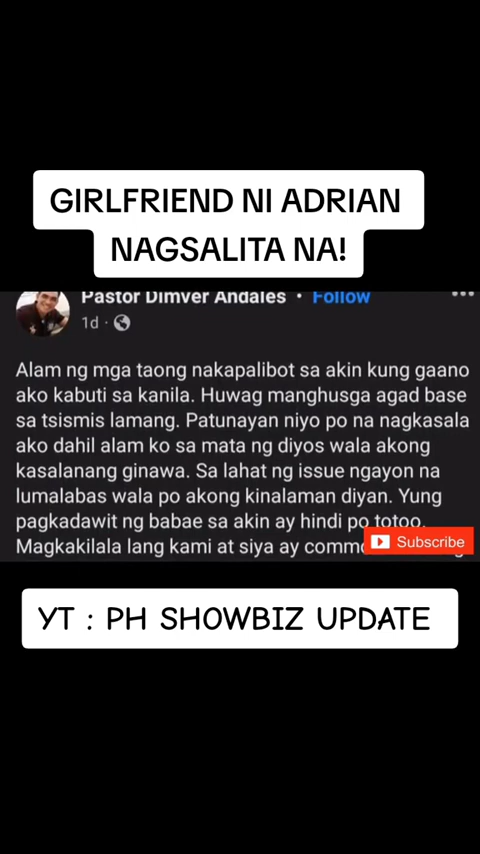 GIRLFRIEND NI ADRIAN
NAGSALITA NA!
Pastor Dimver Andales · Follow
1d ·
Alam ng mga taong nakapalibot sa akin kung gaano
ako kabuti sa kanila. Huwag manghusga agad base
sa tsismis lamang. Patunayan niyo po na nagkasala
ako dahil alam ko sa mata ng diyos wala akong
kasalanang ginawa. Sa lahat ng issue ngayon na
lumalabas wala po akong kinalaman diyan. Yung
pagkadawit ng babae sa akin ay hindi po totoo.
Magkakilala lang kami at siya ay
Subscribe
YT : PH SHOWBIZ UPDATE